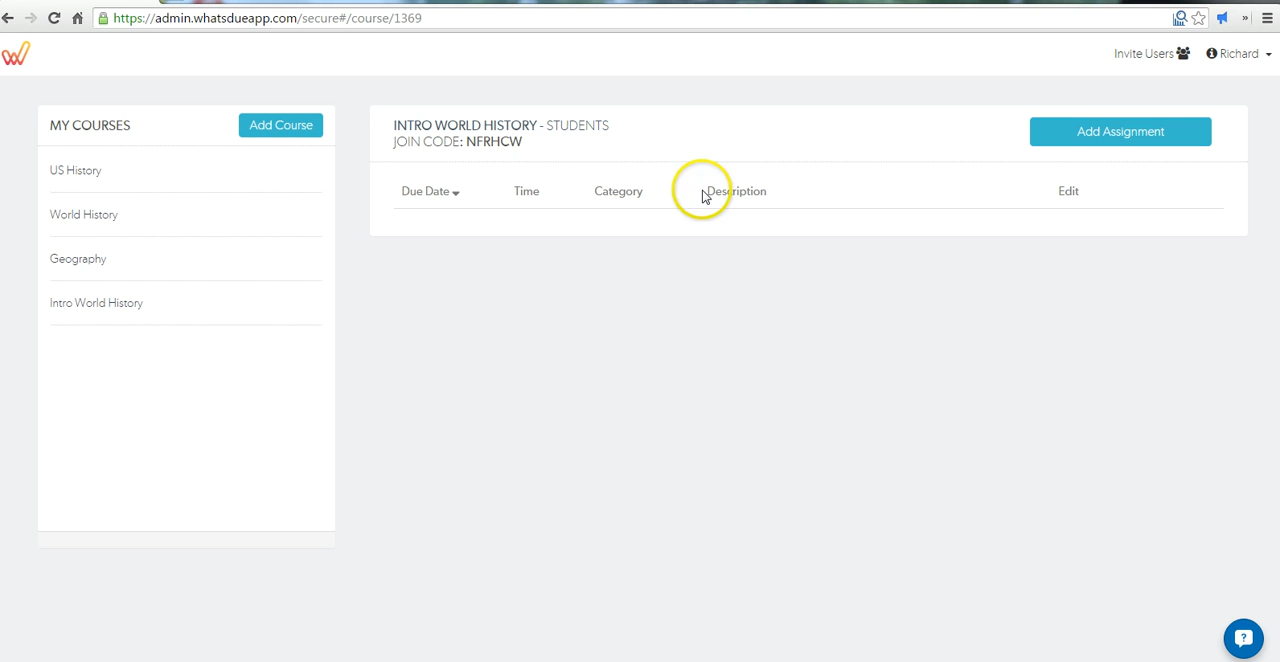 https://admin.whatsdueapp.com/secure#/course/1369
»
Invite Users
Richard
MY COURSES
Add Course
US History
World History
Geography
Intro World History
INTRO WORLD HISTORY - STUDENTS
JOIN CODE: NFRHCW
Add Assignment
Due Date Time Category Description Edit